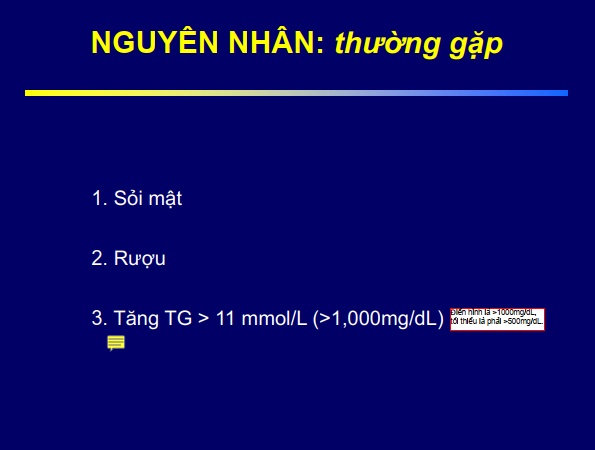 NGUYÊN NHÂN: thường gặp
1. Sỏi mật
2. Rượu
3. Tăng TG > 11 mmol/L (>1,000mg/dL)
Điển hình là >1000mg/dL,
tối thiểu là phải >500mg/dL.